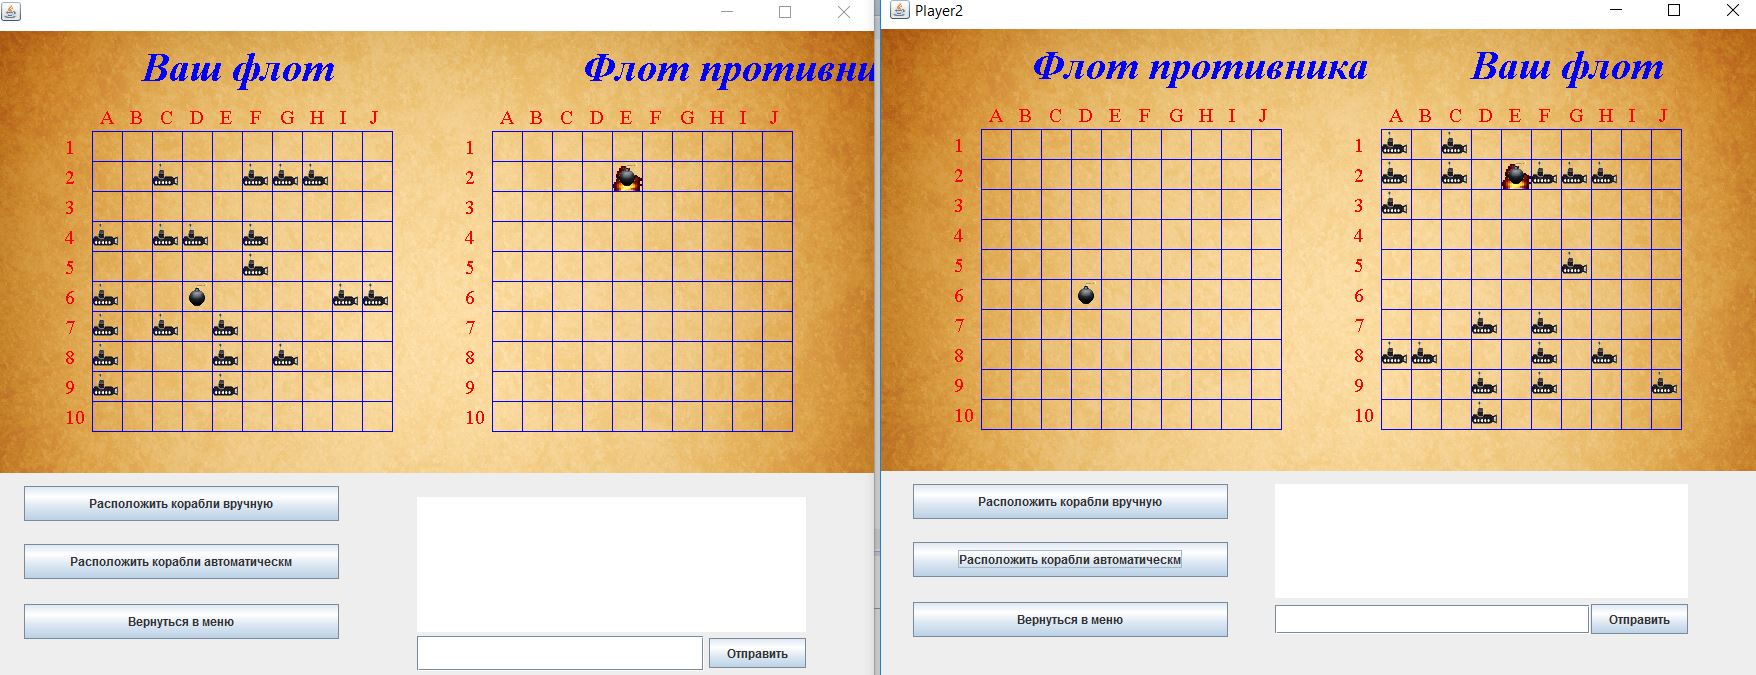 Player2
Ваш флот
Флот противни
A B C D E F G H I J
1
2
3
4
5
6
7
8
9
10
A B C D E F G H I J
1
2
3
4
5
6
7
8
9
10
Расположить корабли вручную
Расположить корабли автоматическм
Вернуться в меню
Отправить
Флот противника
Ваш флот
A B C D E F G H I J
1
2
3
4
5
6
7
8
9
10
A B C D E F G H I J
1
2
3
4
5
6
7
8
9
10
Расположить корабли вручную
Расположить корабли автоматическм
Вернуться в меню
Отправить